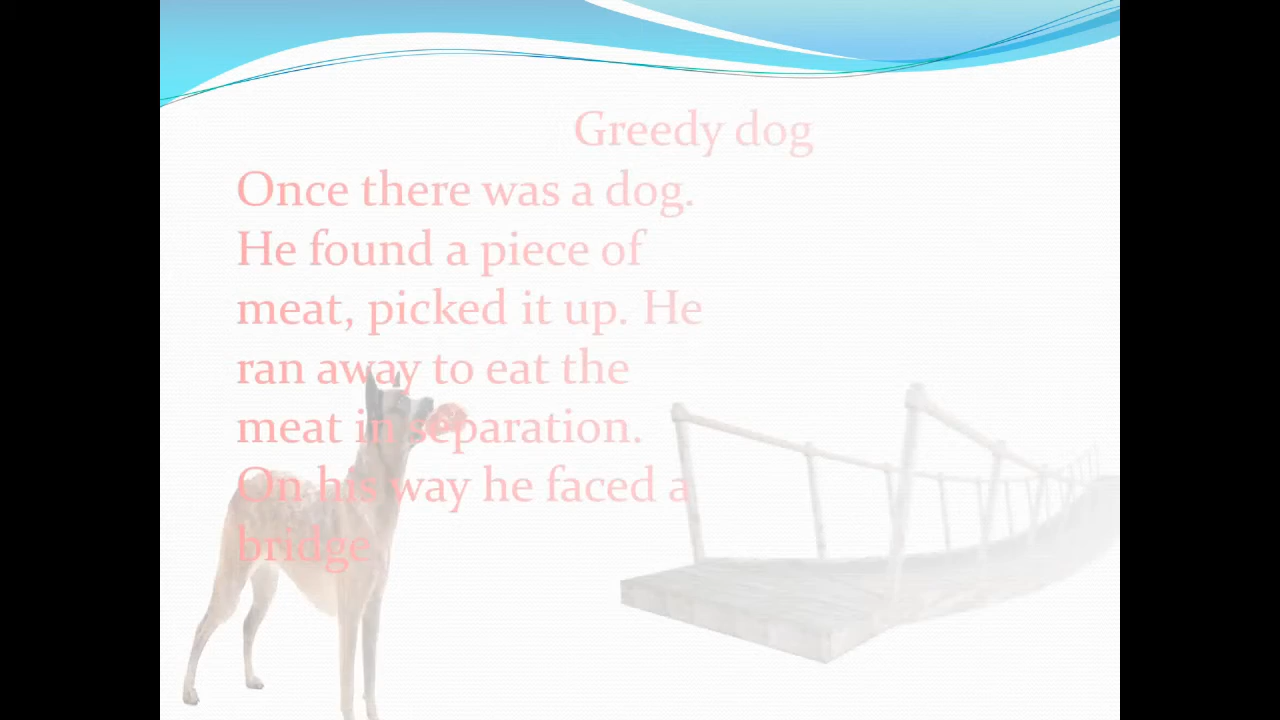 Greedy dog
Once there was a dog.
He found a piece of
meat, picked it up. He
ran away to eat the
meat in separation.
On his way he faced a
bridge